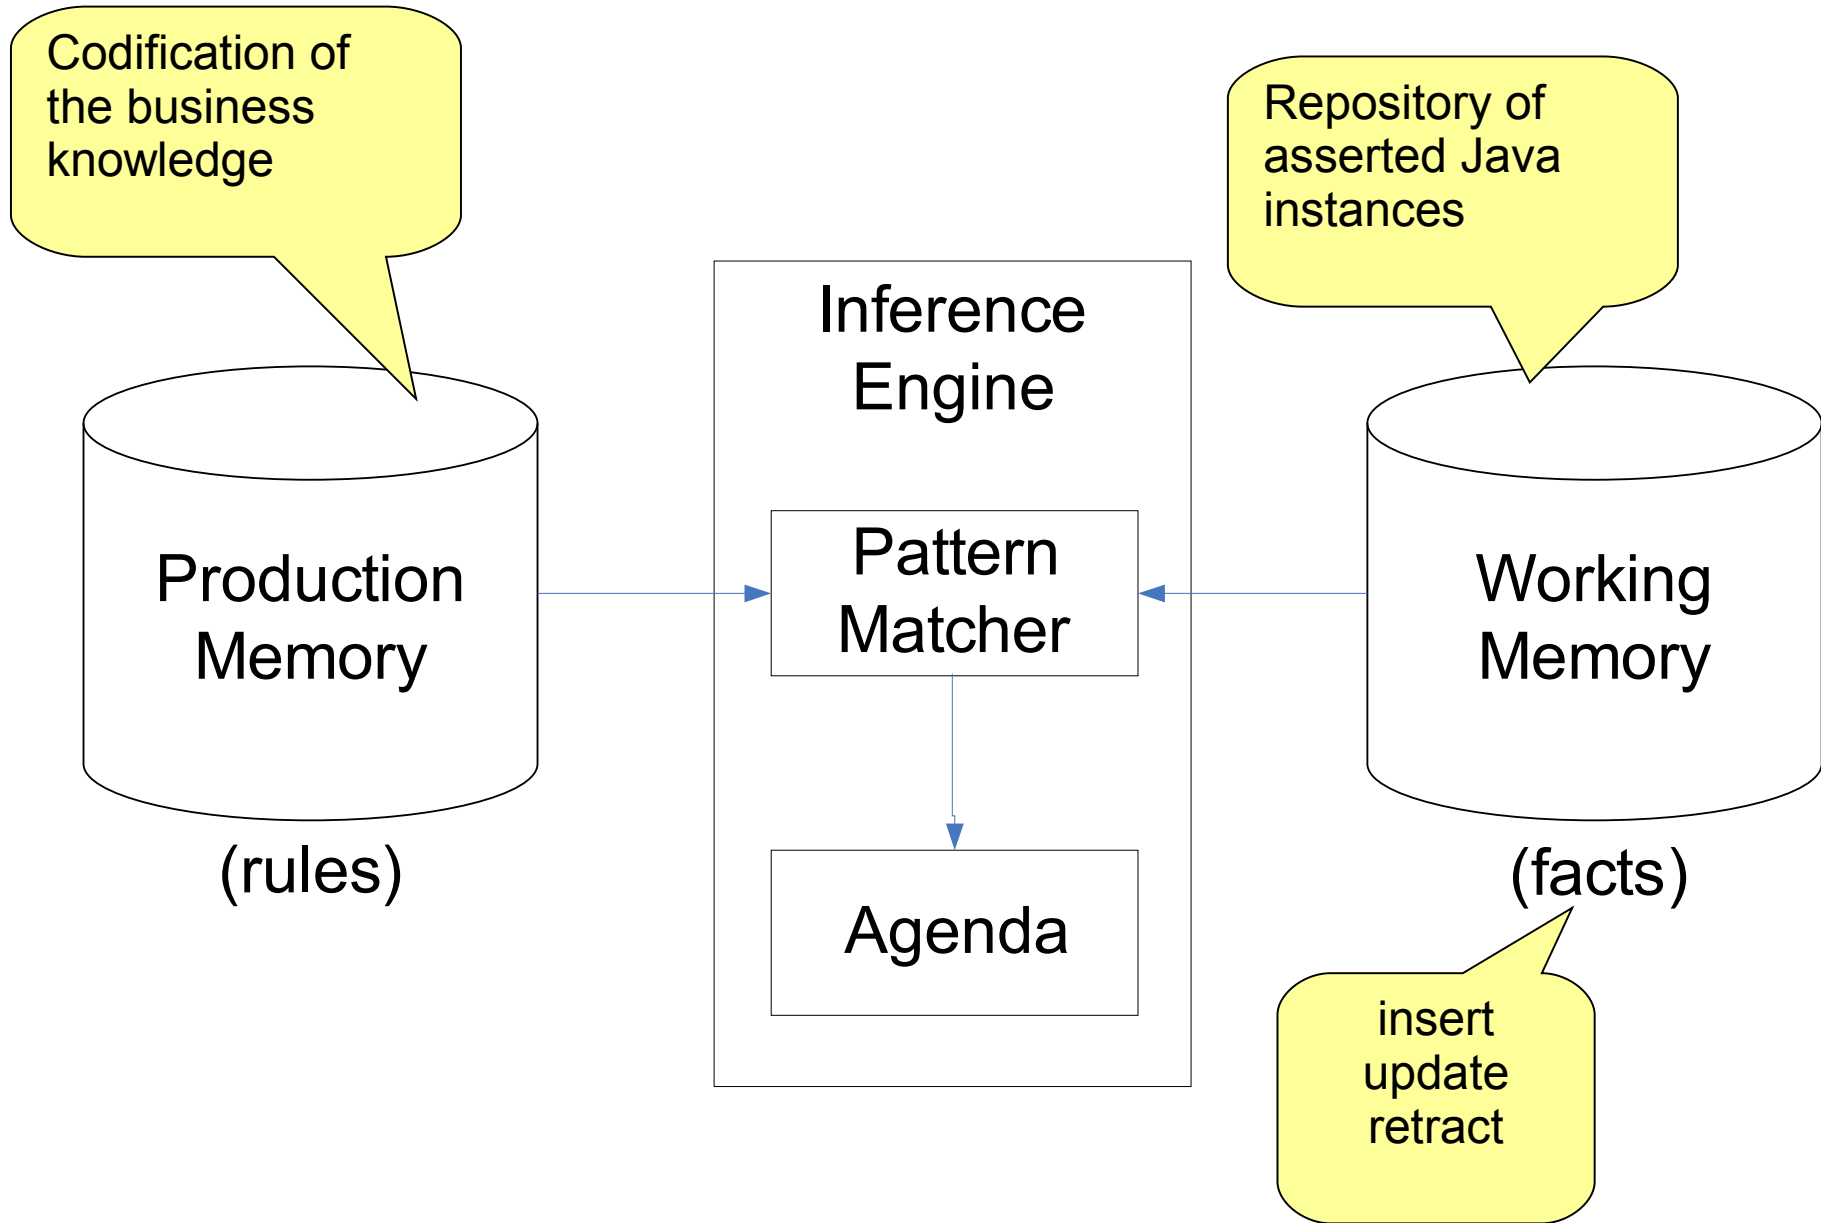 Codification of
the business
knowledge
Repository of
asserted Java
instances
Inference
Engine
Production
Memory
Pattern
Matcher
Working
Memory
(rules)
Agenda
(facts)
insert
update
retract